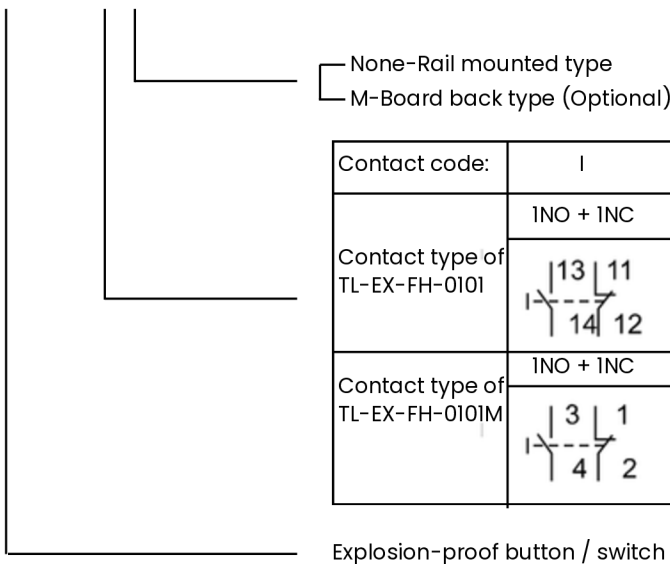 None-Rail mounted type
M-Board back type (Optional)
Contact code: I
1NO + 1NC
Contact type of
TL-EX-FH-0101
13 11
14 12
1NO + 1NC
Contact type of
TL-EX-FH-0101M
3 1
4 2
Explosion-proof button / switch